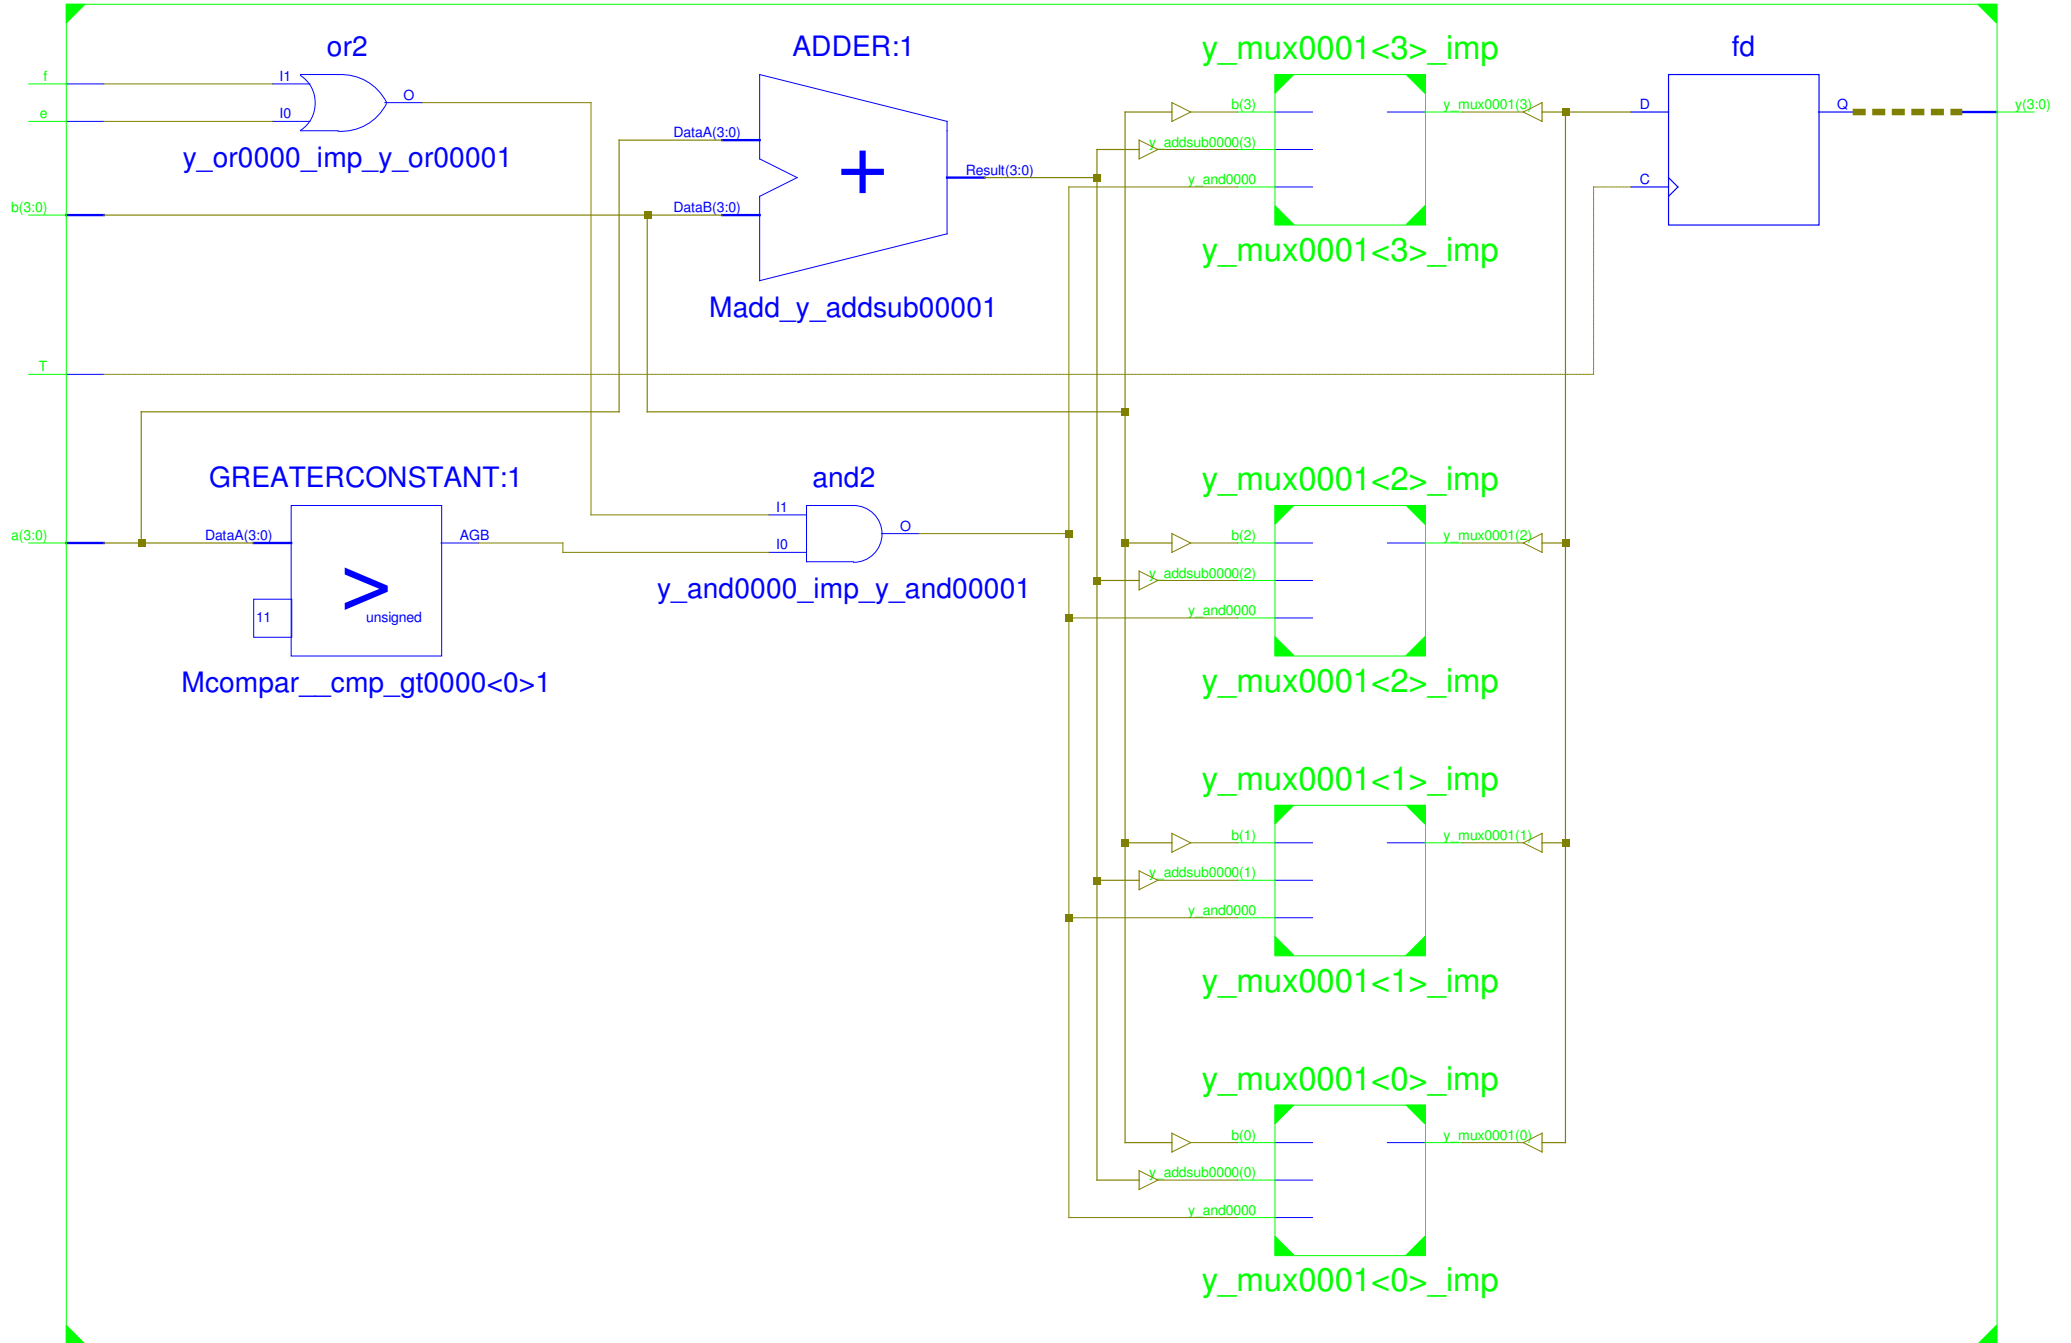 or2
ADDER:1
y_mux0001<3>_imp
fd
f
I1
O
e
I0
b(3)
y_mux0001(3)
D
Q
y(3:0)
DataA(3:0)
y_addsub0000(3)
y_or0000_imp_y_or00001
+
Result(3:0)
y_and0000
C
b(3:0)
DataB(3:0)
y_mux0001<3>_imp
Madd_y_addsub00001
T
GREATERCONSTANT:1
and2
y_mux0001<2>_imp
a(3:0)
DataA(3:0)
AGB
I1
O
I0
b(2)
y_mux0001(2)
y_addsub0000(2)
>
unsigned
11
y_and0000_imp_y_and00001
y_and0000
Mcompar__cmp_gt0000<0>1
y_mux0001<2>_imp
y_mux0001<1>_imp
b(1)
y_mux0001(1)
y_addsub0000(1)
y_and0000
y_mux0001<1>_imp
y_mux0001<0>_imp
b(0)
y_mux0001(0)
y_addsub0000(0)
y_and0000
y_mux0001<0>_imp